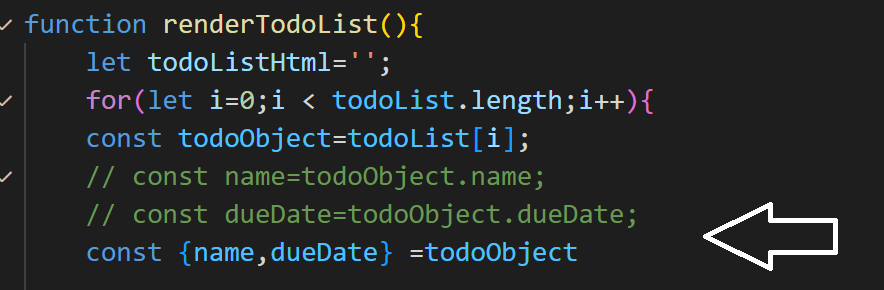 function renderTodoList(){
let todoListHtml='';
for(let i=0;i < todoList.length;i++){
const todoObject=todoList[i];
// const name=todoObject.name;
// const dueDate=todoObject.dueDate;
const {name,dueDate} =todoObject